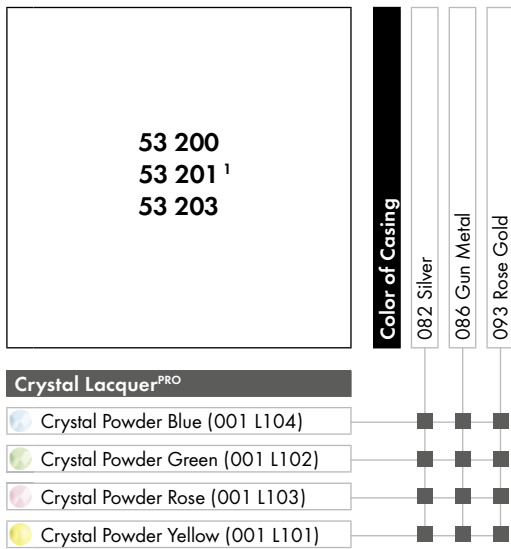 53 200
53 201 1
53 203
Color of Casing
082 Silver
086 Gun Metal
093 Rose Gold
Crystal LacquerPRO
Crystal Powder Blue (001 L104)
Crystal Powder Green (001 L102)
Crystal Powder Rose (001 L103)
Crystal Powder Yellow (001 L101)